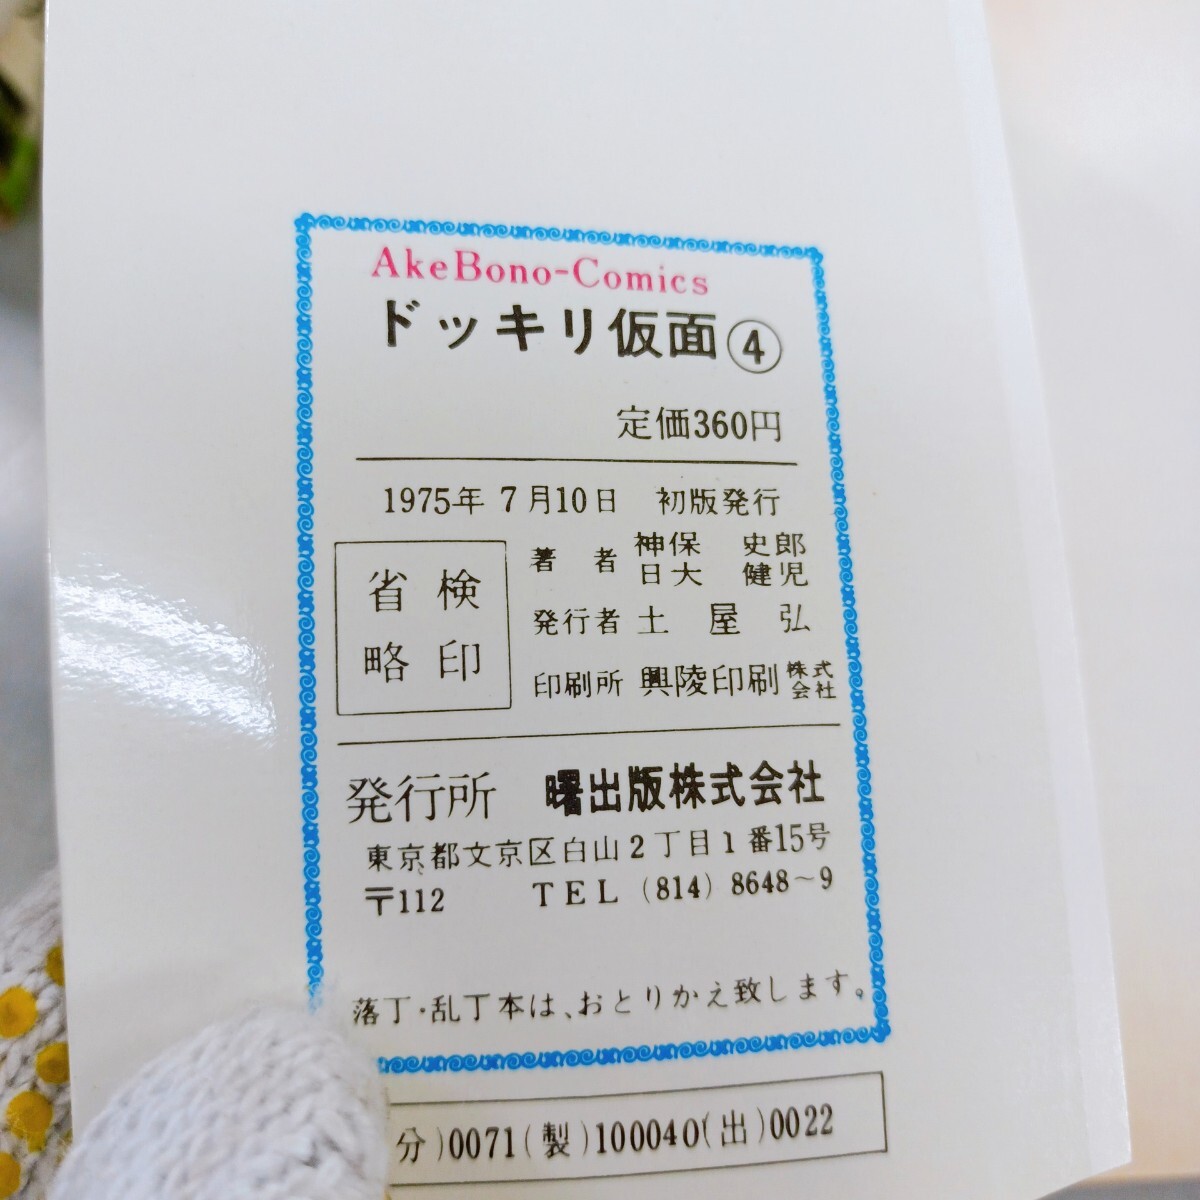 AkeBono-Comics
ドッキリ仮面④
定価360円
1975年 7月10日 初版発行
検印
省略
著者 神保 史郎
日大 健児
発行者 土屋 弘
印刷所 興陵印刷 株式会社
発行所 曙出版株式会社
東京都文京区白山2丁目1番15号
〒112 TEL (814) 8648~9
落丁・乱丁本は、おとりかえ致します。
分)0071(製)100040(出)0022